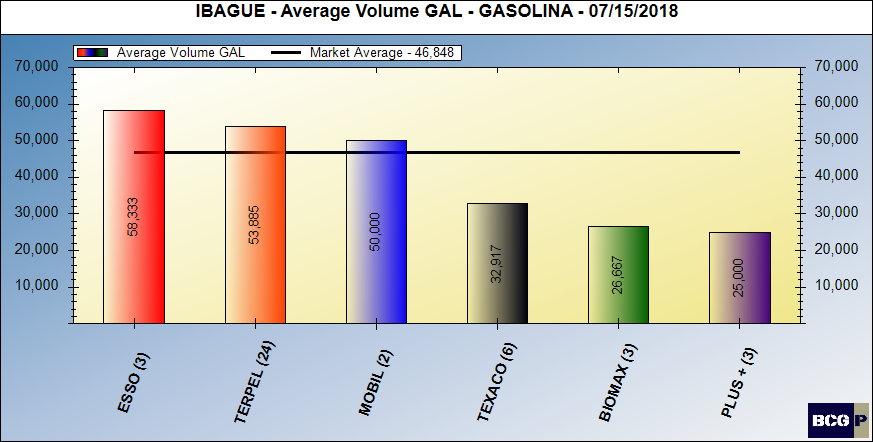 IBAGUE - Average Volume GAL - GASOLINA - 07/15/2018
Average Volume GAL Market Average - 46,848
70,000 70,000
60,000 60,000
50,000 50,000
40,000 40,000
30,000 30,000
20,000 20,000
10,000 10,000
58,333
53,885
50,000
32,917
26,667
25,000
ESSO (3)
TERPEL (24)
MOBIL (2)
TEXACO (6)
BIOMAX (3)
PLUS + (3)
BCG P